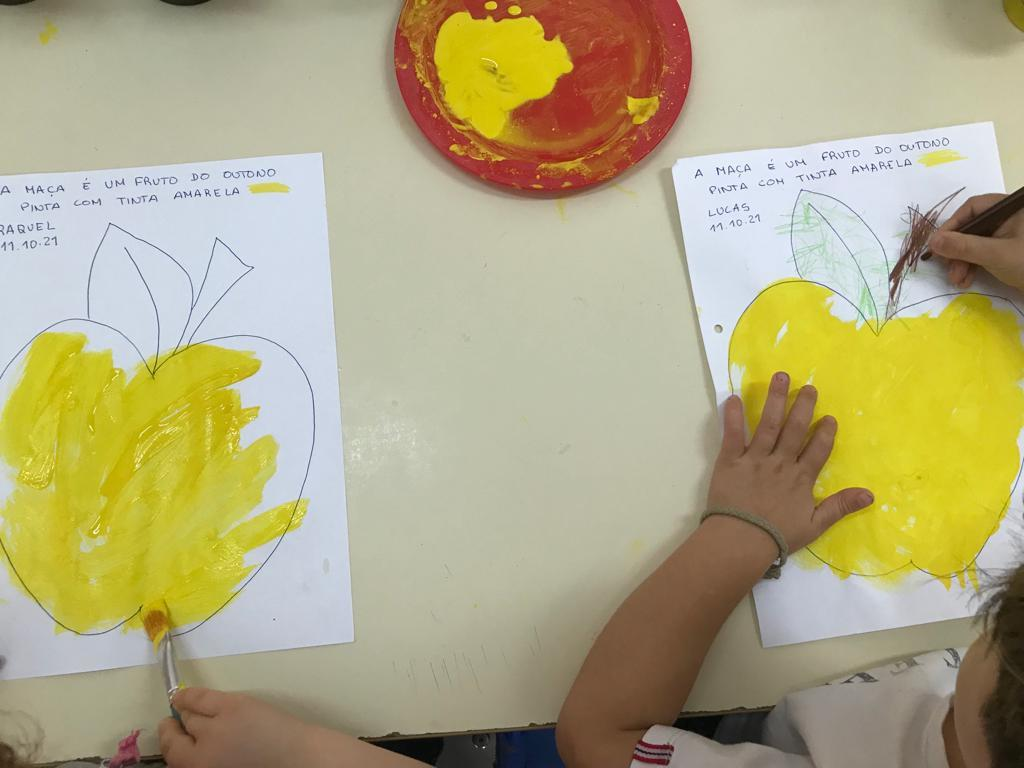 A MAÇA É UM FRUTO DO OUTONO
PINTA COM TINTA AMARELA
RAQUEL
11.10.21
A MAÇA É UM FRUTO DO OUTONO
PINTA COM TINTA AMARELA
LUCAS
11.10.21